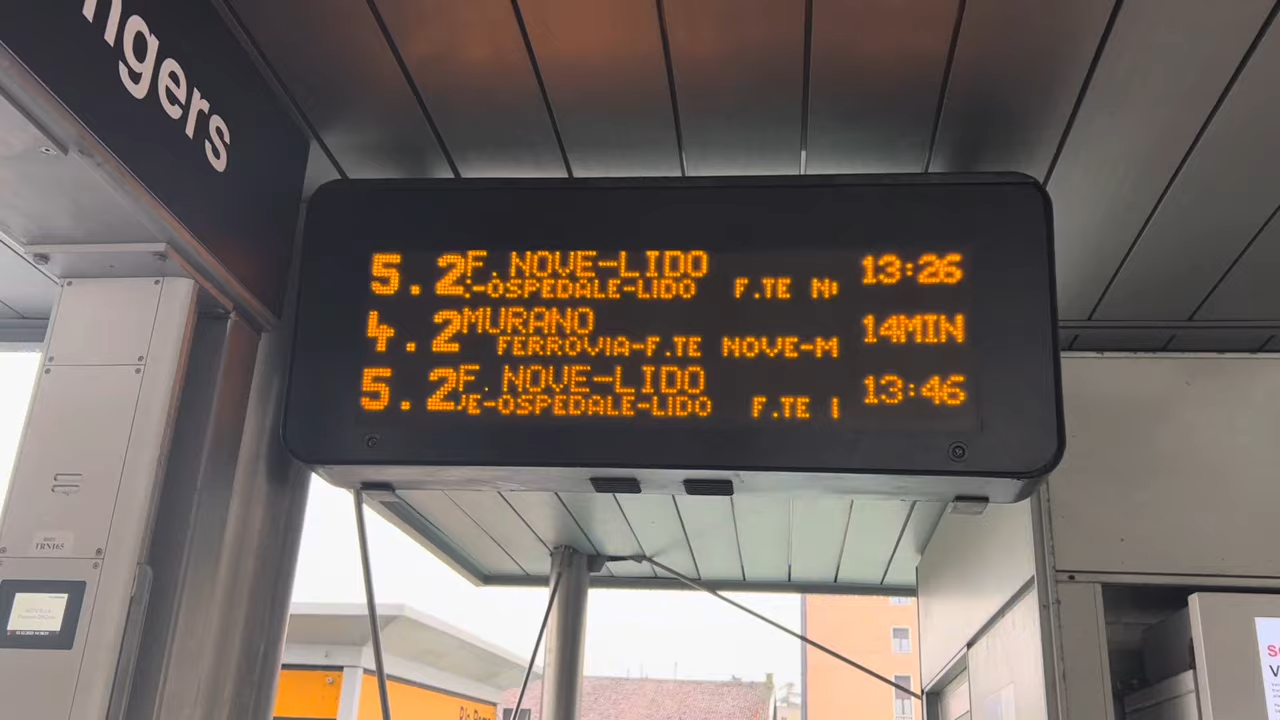 ngers
5.2 F. NOVE-LIDO 13:26
-OSPEDALE-LIDO F.TE N
4.2 MURANO 14MIN
FERROVIA-F.TE NOVE-M
5.2 F. NOVE-LIDO 13:46
E-OSPEDALE-LIDO F.TE
TRN165